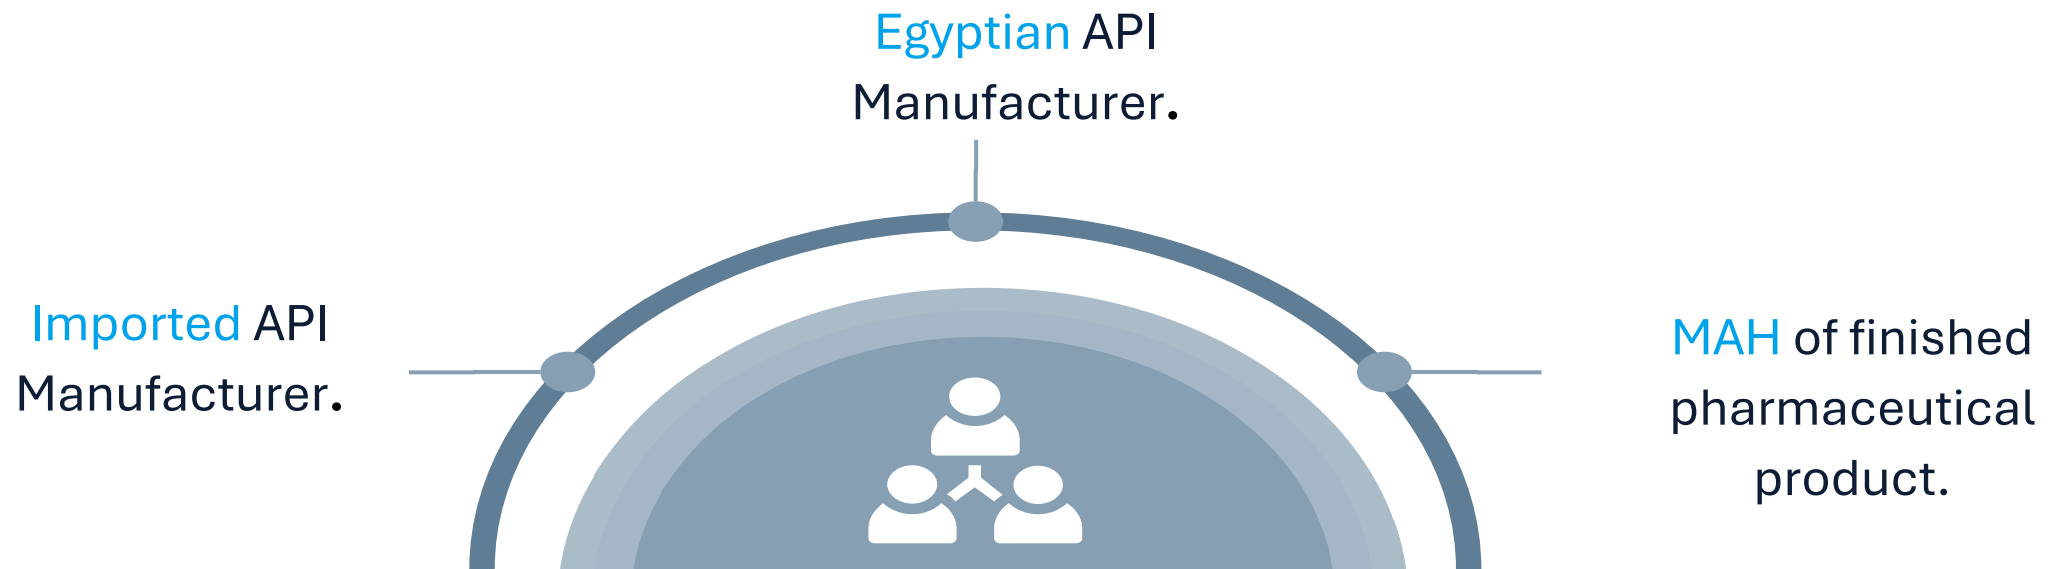 Egyptian API
Manufacturer.
Imported API
Manufacturer.
MAH of finished
pharmaceutical
product.